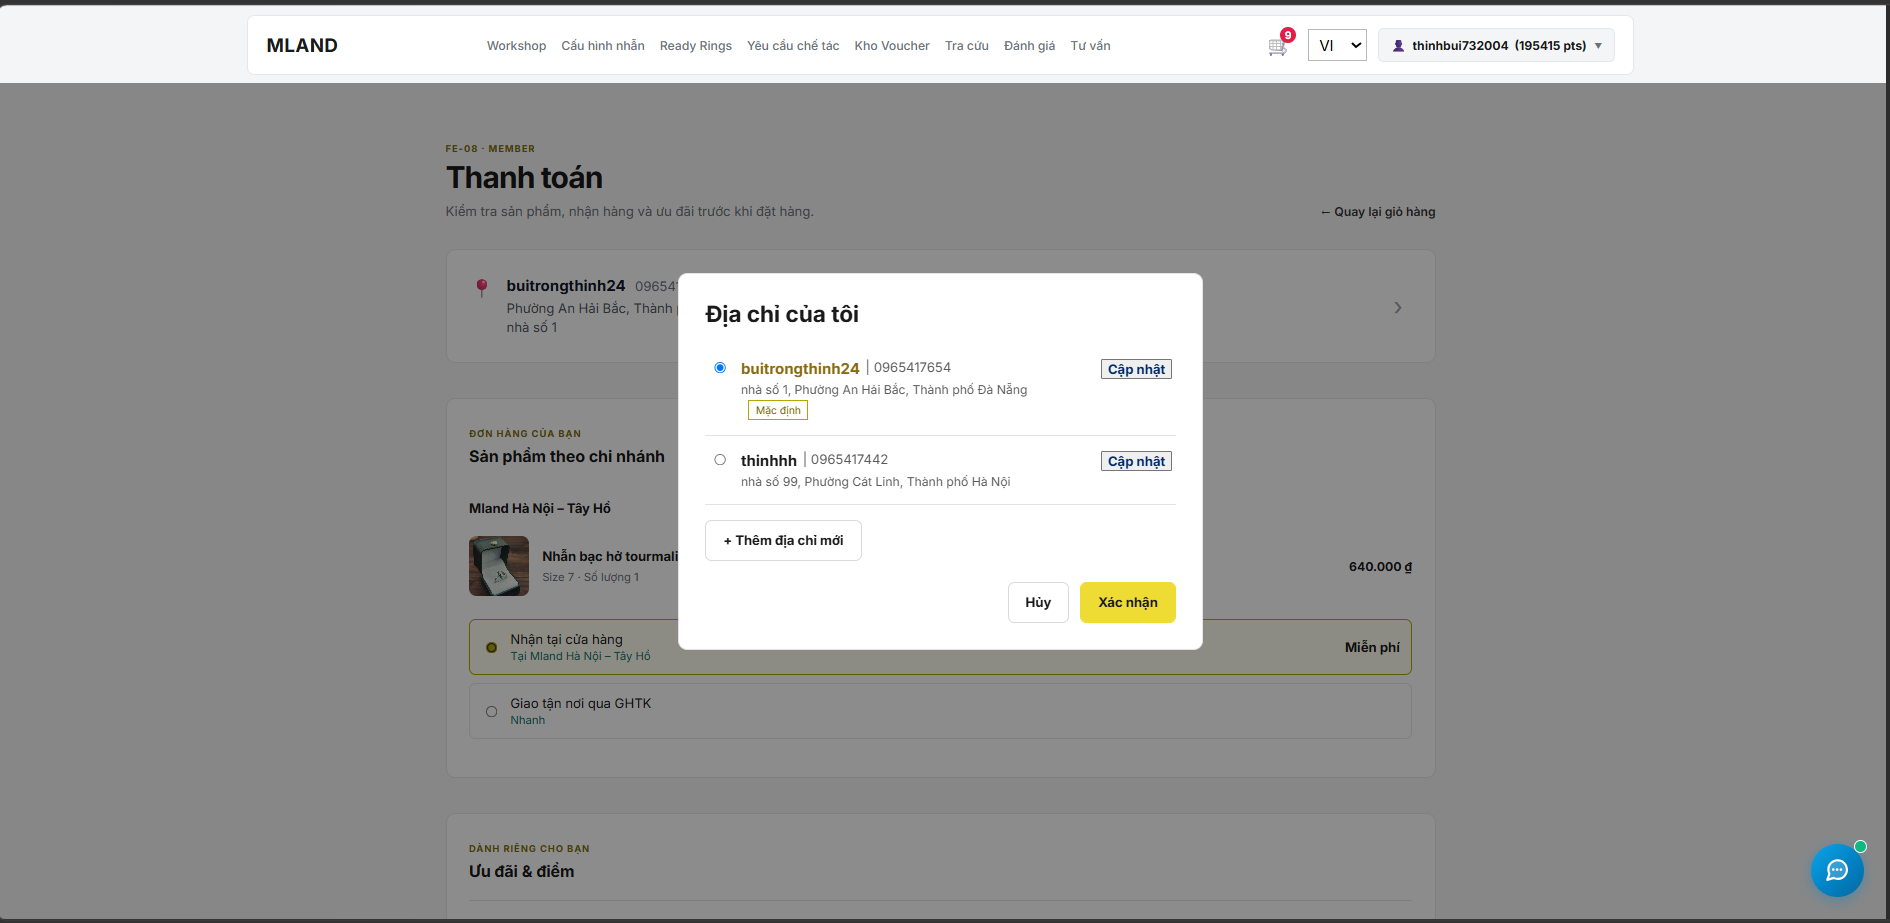 MLAND
Workshop Cấu hình nhẫn Ready Rings Yêu cầu chế tác Kho Voucher Tra cứu Đánh giá Tư vấn
9
VI
thinhbui732004 (195415 pts)
FE-08 · MEMBER
Thanh toán
Kiểm tra sản phẩm, nhận hàng và ưu đãi trước khi đặt hàng.
← Quay lại giỏ hàng
buitrongthinh24 09654
Phường An Hải Bắc, Thành
nhà số 1
Địa chỉ của tôi
buitrongthinh24 | 0965417654
Cập nhật
nhà số 1, Phường An Hải Bắc, Thành phố Đà Nẵng
Mặc định
thinhhh | 0965417442
Cập nhật
nhà số 99, Phường Cát Linh, Thành phố Hà Nội
+ Thêm địa chỉ mới
Hủy
Xác nhận
ĐƠN HÀNG CỦA BẠN
Sản phẩm theo chi nhánh
Mland Hà Nội – Tây Hồ
Nhẫn bạc hở tourmali
Size 7 · Số lượng 1
640.000 ₫
Nhận tại cửa hàng
Tại Mland Hà Nội – Tây Hồ
Miễn phí
Giao tận nơi qua GHTK
Nhanh
DÀNH RIÊNG CHO BẠN
Ưu đãi & điểm